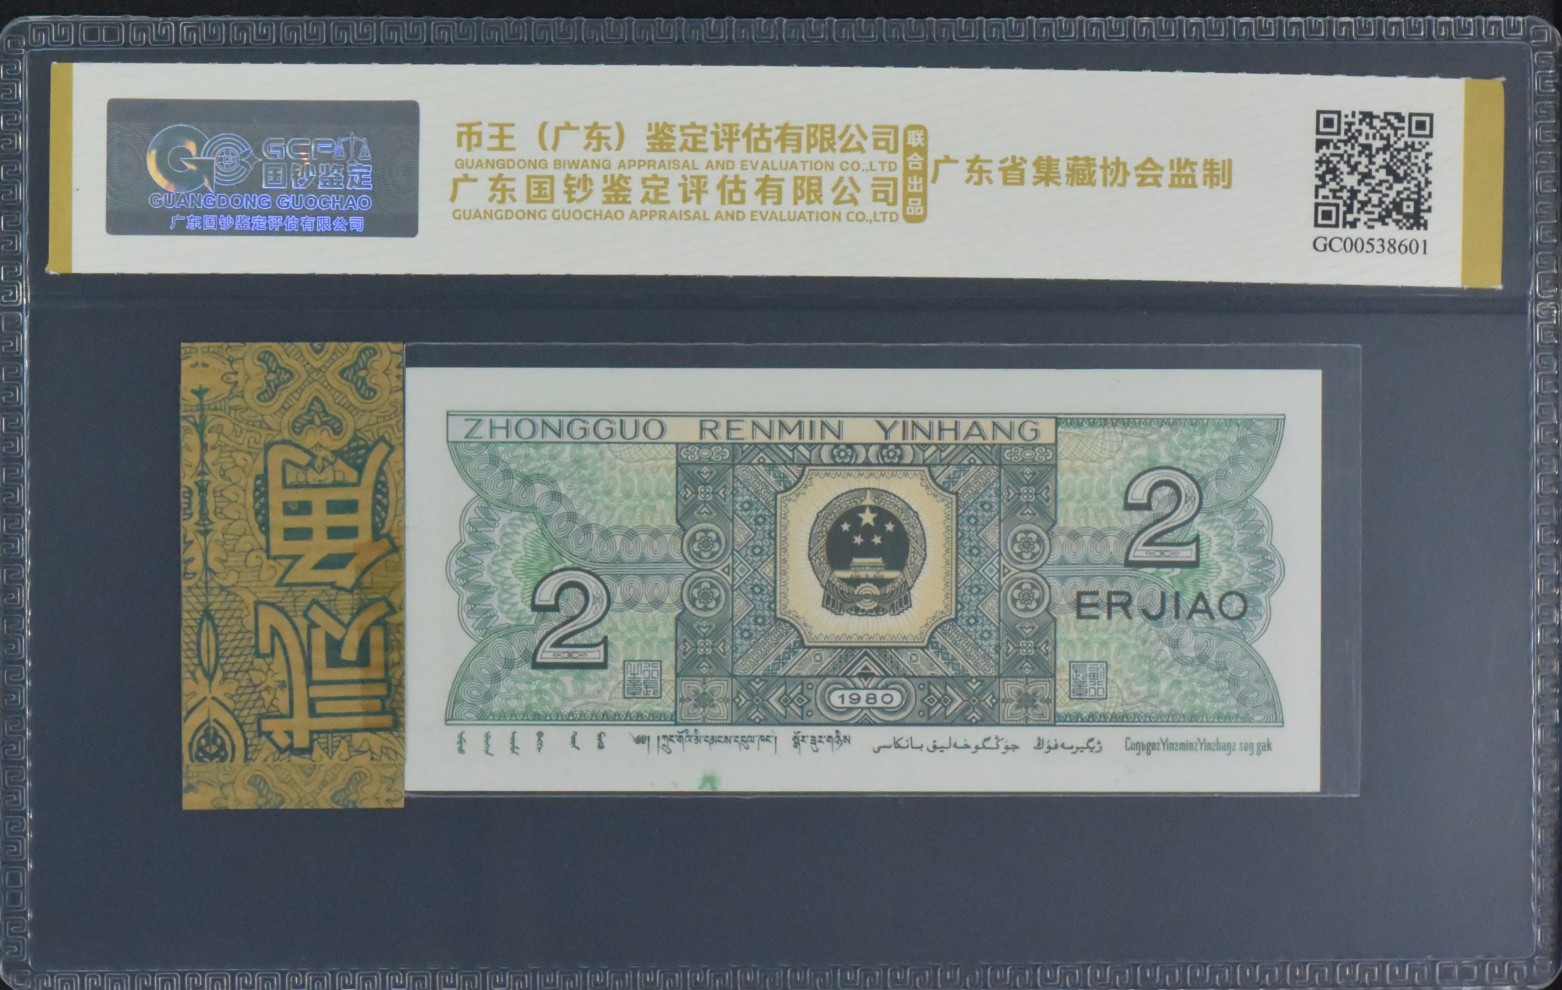 GCF
国钞鉴定
GUANGDONG GUOCHAO
广东国钞鉴定评估有限公司
币王（广东）鉴定评估有限公司
GUANGDONG BIWANG APPRAISAL AND EVALUATION CO.,LTD
广东国钞鉴定评估有限公司
GUANGDONG GUOCHAO APPRAISAL AND EVALUATION CO.,LTD
联合出品
广东省集藏协会监制
GC00538601
ZHONGGUO RENMIN YINHANG
2
2
ERJIAO
1980
جۇڭگوخەلىق بانكاسى